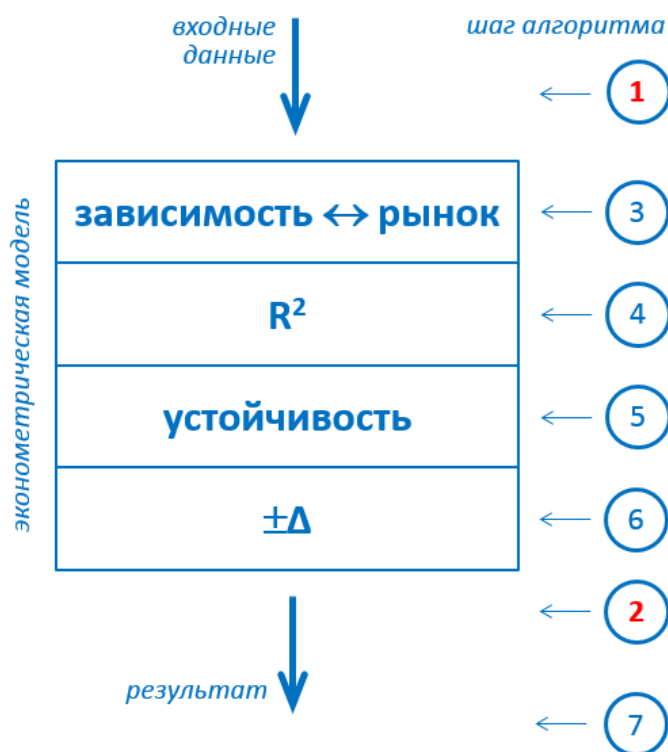 входные
данные
шаг алгоритма
1
эконометрическая модель
зависимость ↔ рынок
3
R²
4
устойчивость
5
±Δ
6
2
результат
7